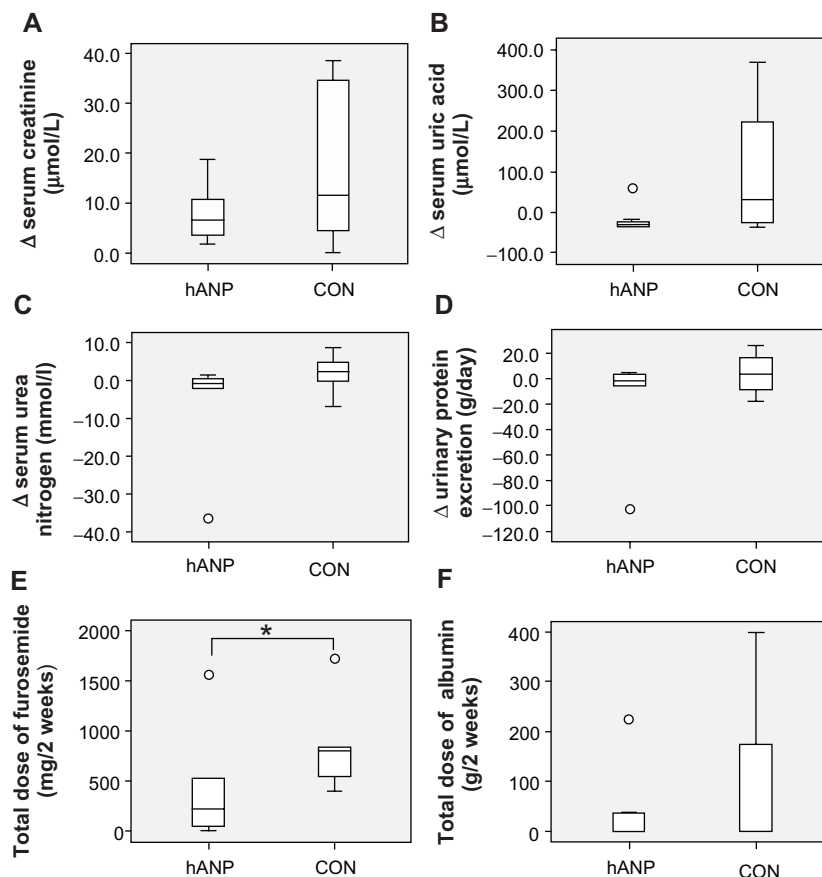 A
Δ serum creatinine
(μmol/L)
40.0
30.0
20.0
10.0
0.0
hANP
CON
B
Δ serum uric acid
(μmol/L)
400.0
300.0
200.0
100.0
0.0
−100.0
hANP
CON
C
Δ serum urea
nitrogen (mmol/l)
10.0
0.0
−10.0
−20.0
−30.0
−40.0
hANP
CON
D
Δ urinary protein
excretion (g/day)
20.0
0.0
−20.0
−40.0
−60.0
−80.0
−100.0
−120.0
hANP
CON
E
Total dose of furosemide
(mg/2 weeks)
2000
1500
1000
500
0
*
hANP
CON
F
Total dose of albumin
(g/2 weeks)
400
300
200
100
0
hANP
CON